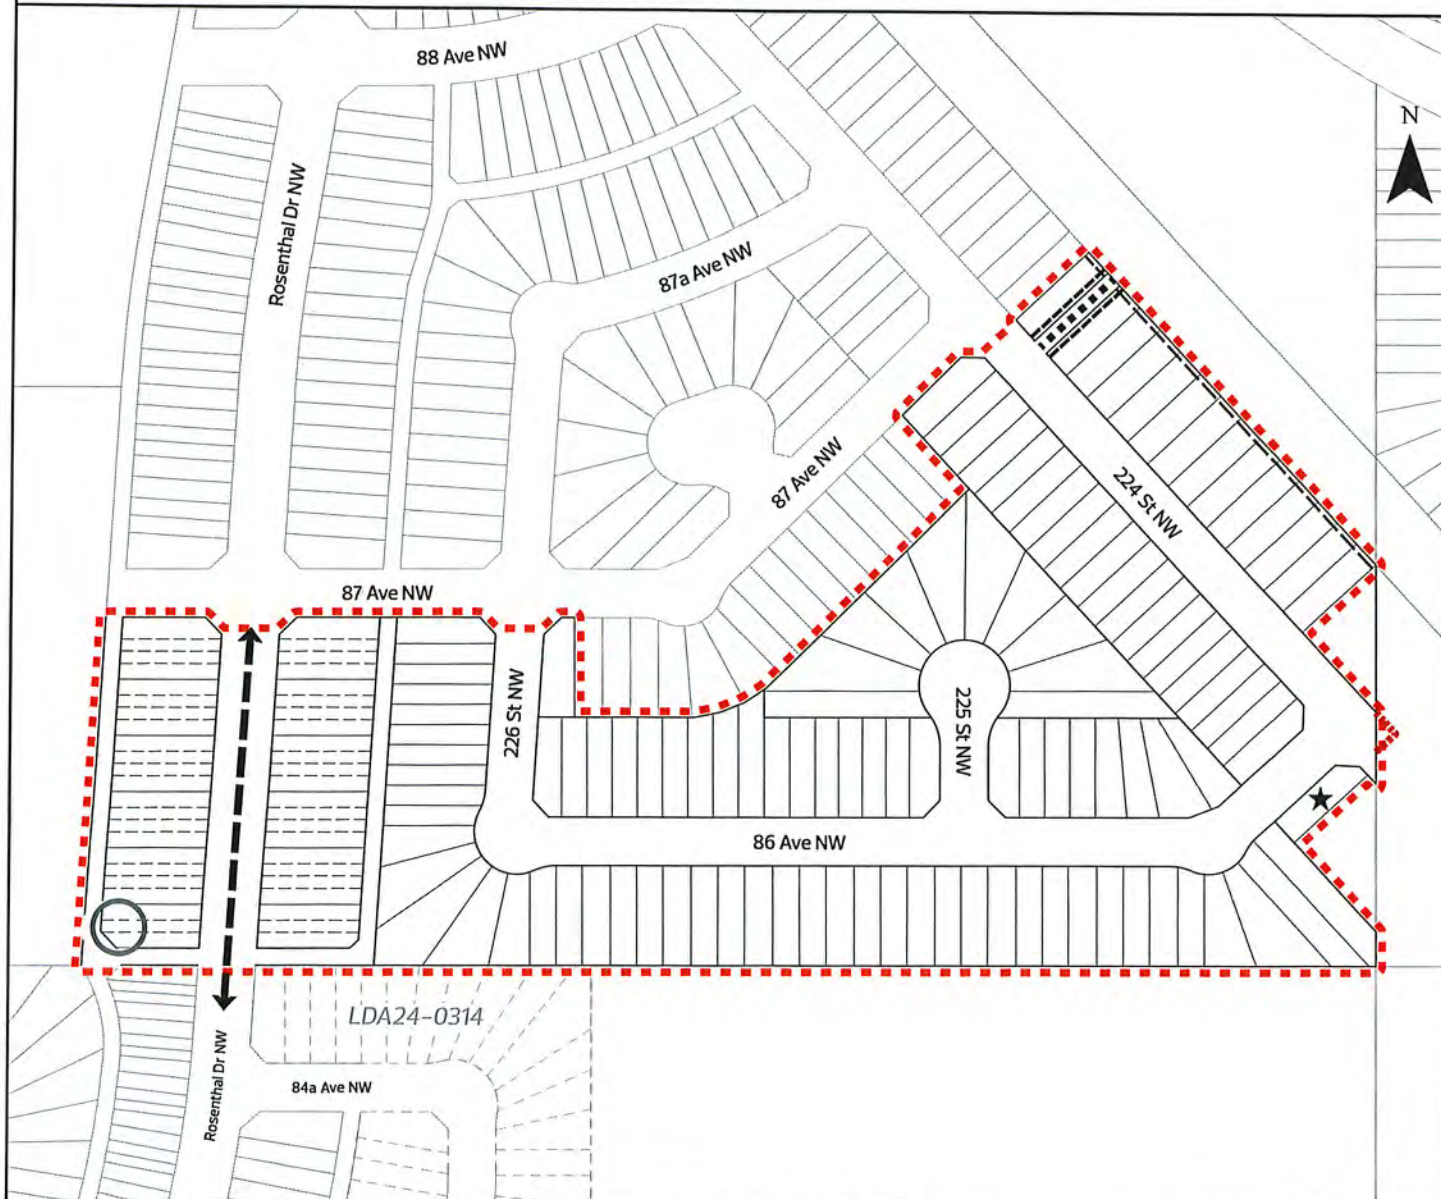 88 Ave NW
N
Rosenthal Dr NW
87a Ave NW
87 Ave NW
224 St NW
87 Ave NW
226 St NW
225 St NW
86 Ave NW
LDA24-0314
Rosenthal Dr NW
84a Ave NW